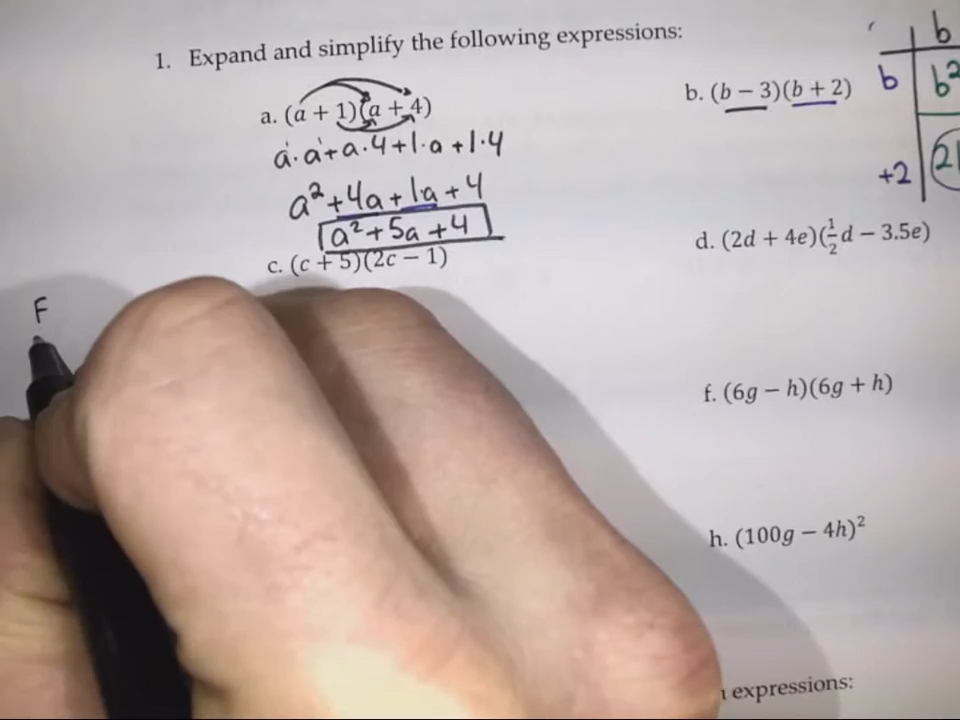 1. Expand and simplify the following expressions:
a. (a + 1)(a + 4)
a·a+a·4+1·a+1·4
a²+4a+1a+4
a²+5a+4
b. (b − 3)(b + 2)
b
b b²
+2
c. (c + 5)(2c − 1)
d. (2d + 4e)(½d − 3.5e)
F
f. (6g − h)(6g + h)
h. (100g − 4h)²
expressions: